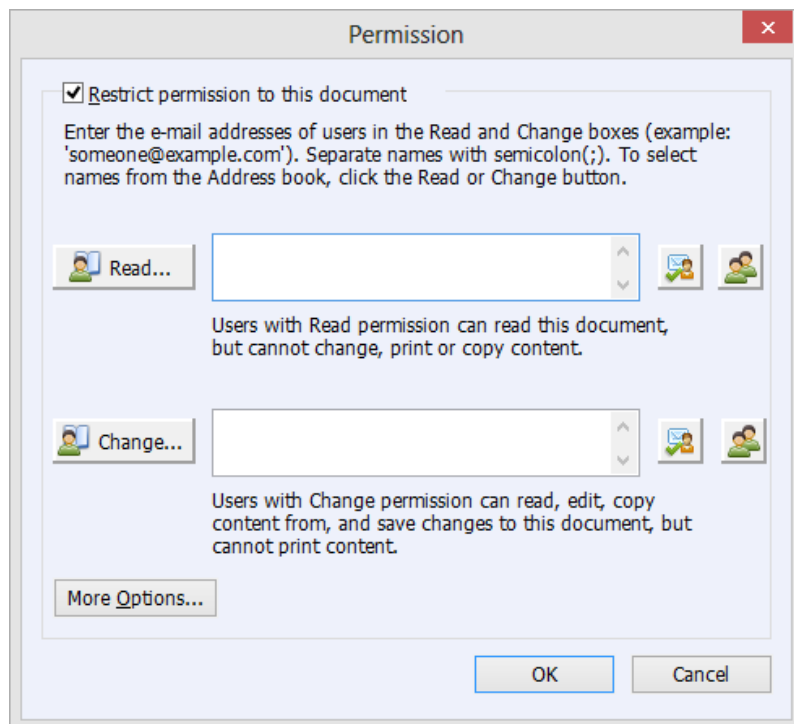 Permission
Restrict permission to this document
Enter the e-mail addresses of users in the Read and Change boxes (example:
'someone@example.com'). Separate names with semicolon(;). To select
names from the Address book, click the Read or Change button.
Read...
Users with Read permission can read this document,
but cannot change, print or copy content.
Change...
Users with Change permission can read, edit, copy
content from, and save changes to this document, but
cannot print content.
More Options...
OK Cancel